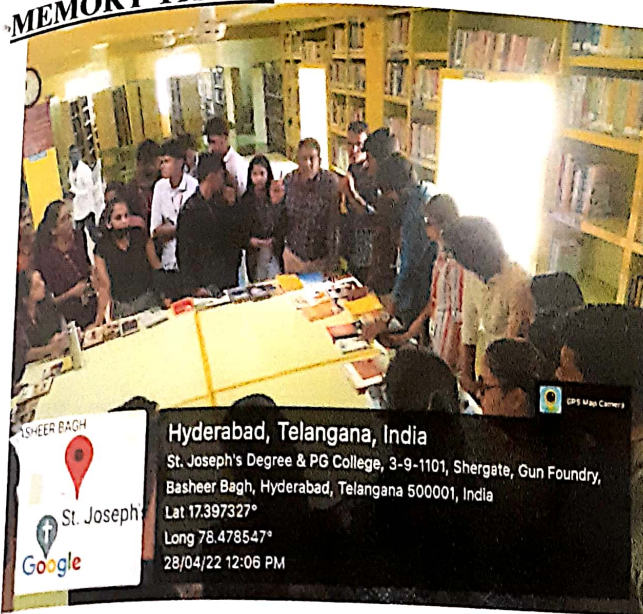 MEMORY
GPS Map Camera
ASHEER BAGH
St. Joseph'
Google
Hyderabad, Telangana, India
St. Joseph's Degree & PG College, 3-9-1101, Shergate, Gun Foundry,
Basheer Bagh, Hyderabad, Telangana 500001, India
Lat 17.397327°
Long 78.478547°
28/04/22 12:06 PM